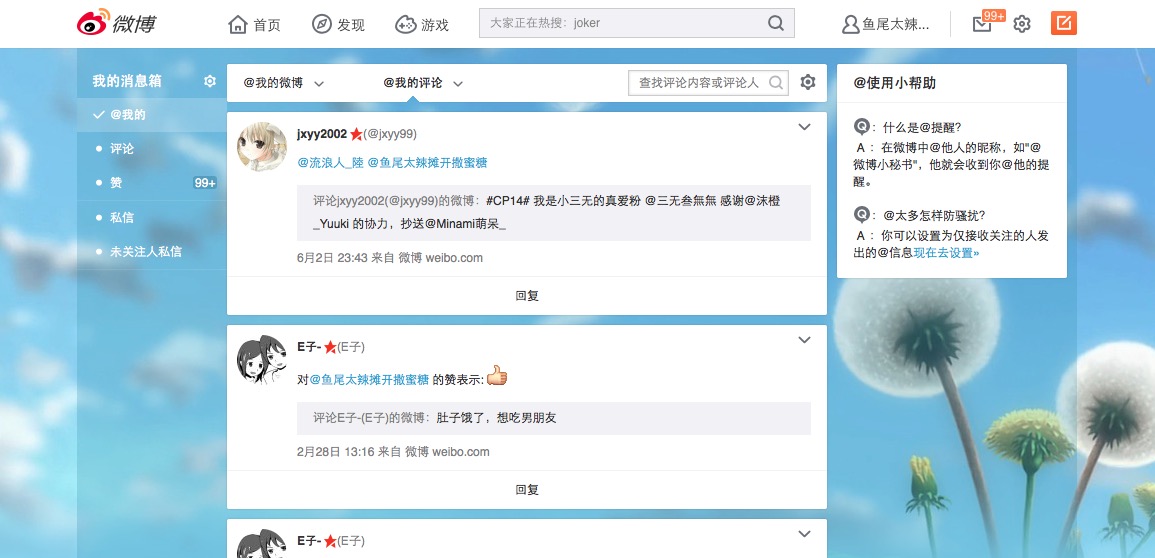 微博
首页
发现
游戏
大家正在热搜：joker
鱼尾太辣...
99+
我的消息箱
@我的
评论
赞
99+
私信
未关注人私信
@我的微博
@我的评论
查找评论内容或评论人
jxyy2002 (@jxyy99)
@流浪人_陸 @鱼尾太辣摊开撒蜜糖
评论jxyy2002(@jxyy99)的微博：#CP14# 我是小三无的真爱粉 @三无叁無無 感谢@沫橙
_Yuuki 的协力，抄送@Minami萌呆_
6月2日 23:43 来自 微博 weibo.com
回复
E子- (E子)
对@鱼尾太辣摊开撒蜜糖 的赞表示:
评论E子-(E子)的微博：肚子饿了，想吃男朋友
2月28日 13:16 来自 微博 weibo.com
回复
E子- (E子)
@使用小帮助
Q：什么是@提醒?
A：在微博中@他人的昵称，如"@
微博小秘书"，他就会收到你@他的提
醒。
Q：@太多怎样防骚扰?
A：你可以设置为仅接收关注的人发
出的@信息现在去设置»